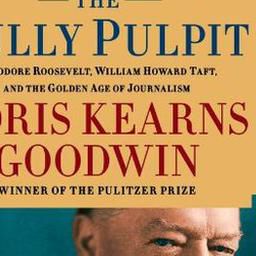 THE
ULLY PULPIT
ODORE ROOSEVELT, WILLIAM HOWARD TAFT,
AND THE GOLDEN AGE OF JOURNALISM
ORIS KEARNS
GOODWIN
WINNER OF THE PULITZER PRIZE